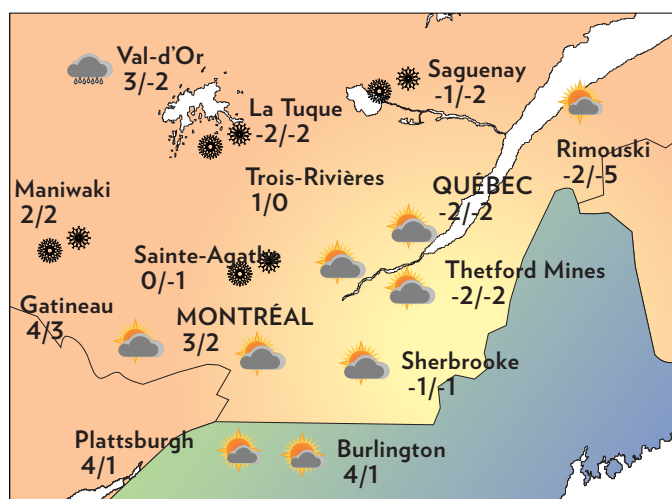 Val-d'Or
3/-2
Saguenay
-1/-2
La Tuque
-2/-2
Rimouski
-2/-5
Trois-Rivières
1/0
QUÉBEC
-2/-2
Maniwaki
2/2
Sainte-Agathe
0/-1
Thetford Mines
-2/-2
Gatineau
4/3
MONTRÉAL
3/2
Sherbrooke
-1/-1
Plattsburgh
4/1
Burlington
4/1